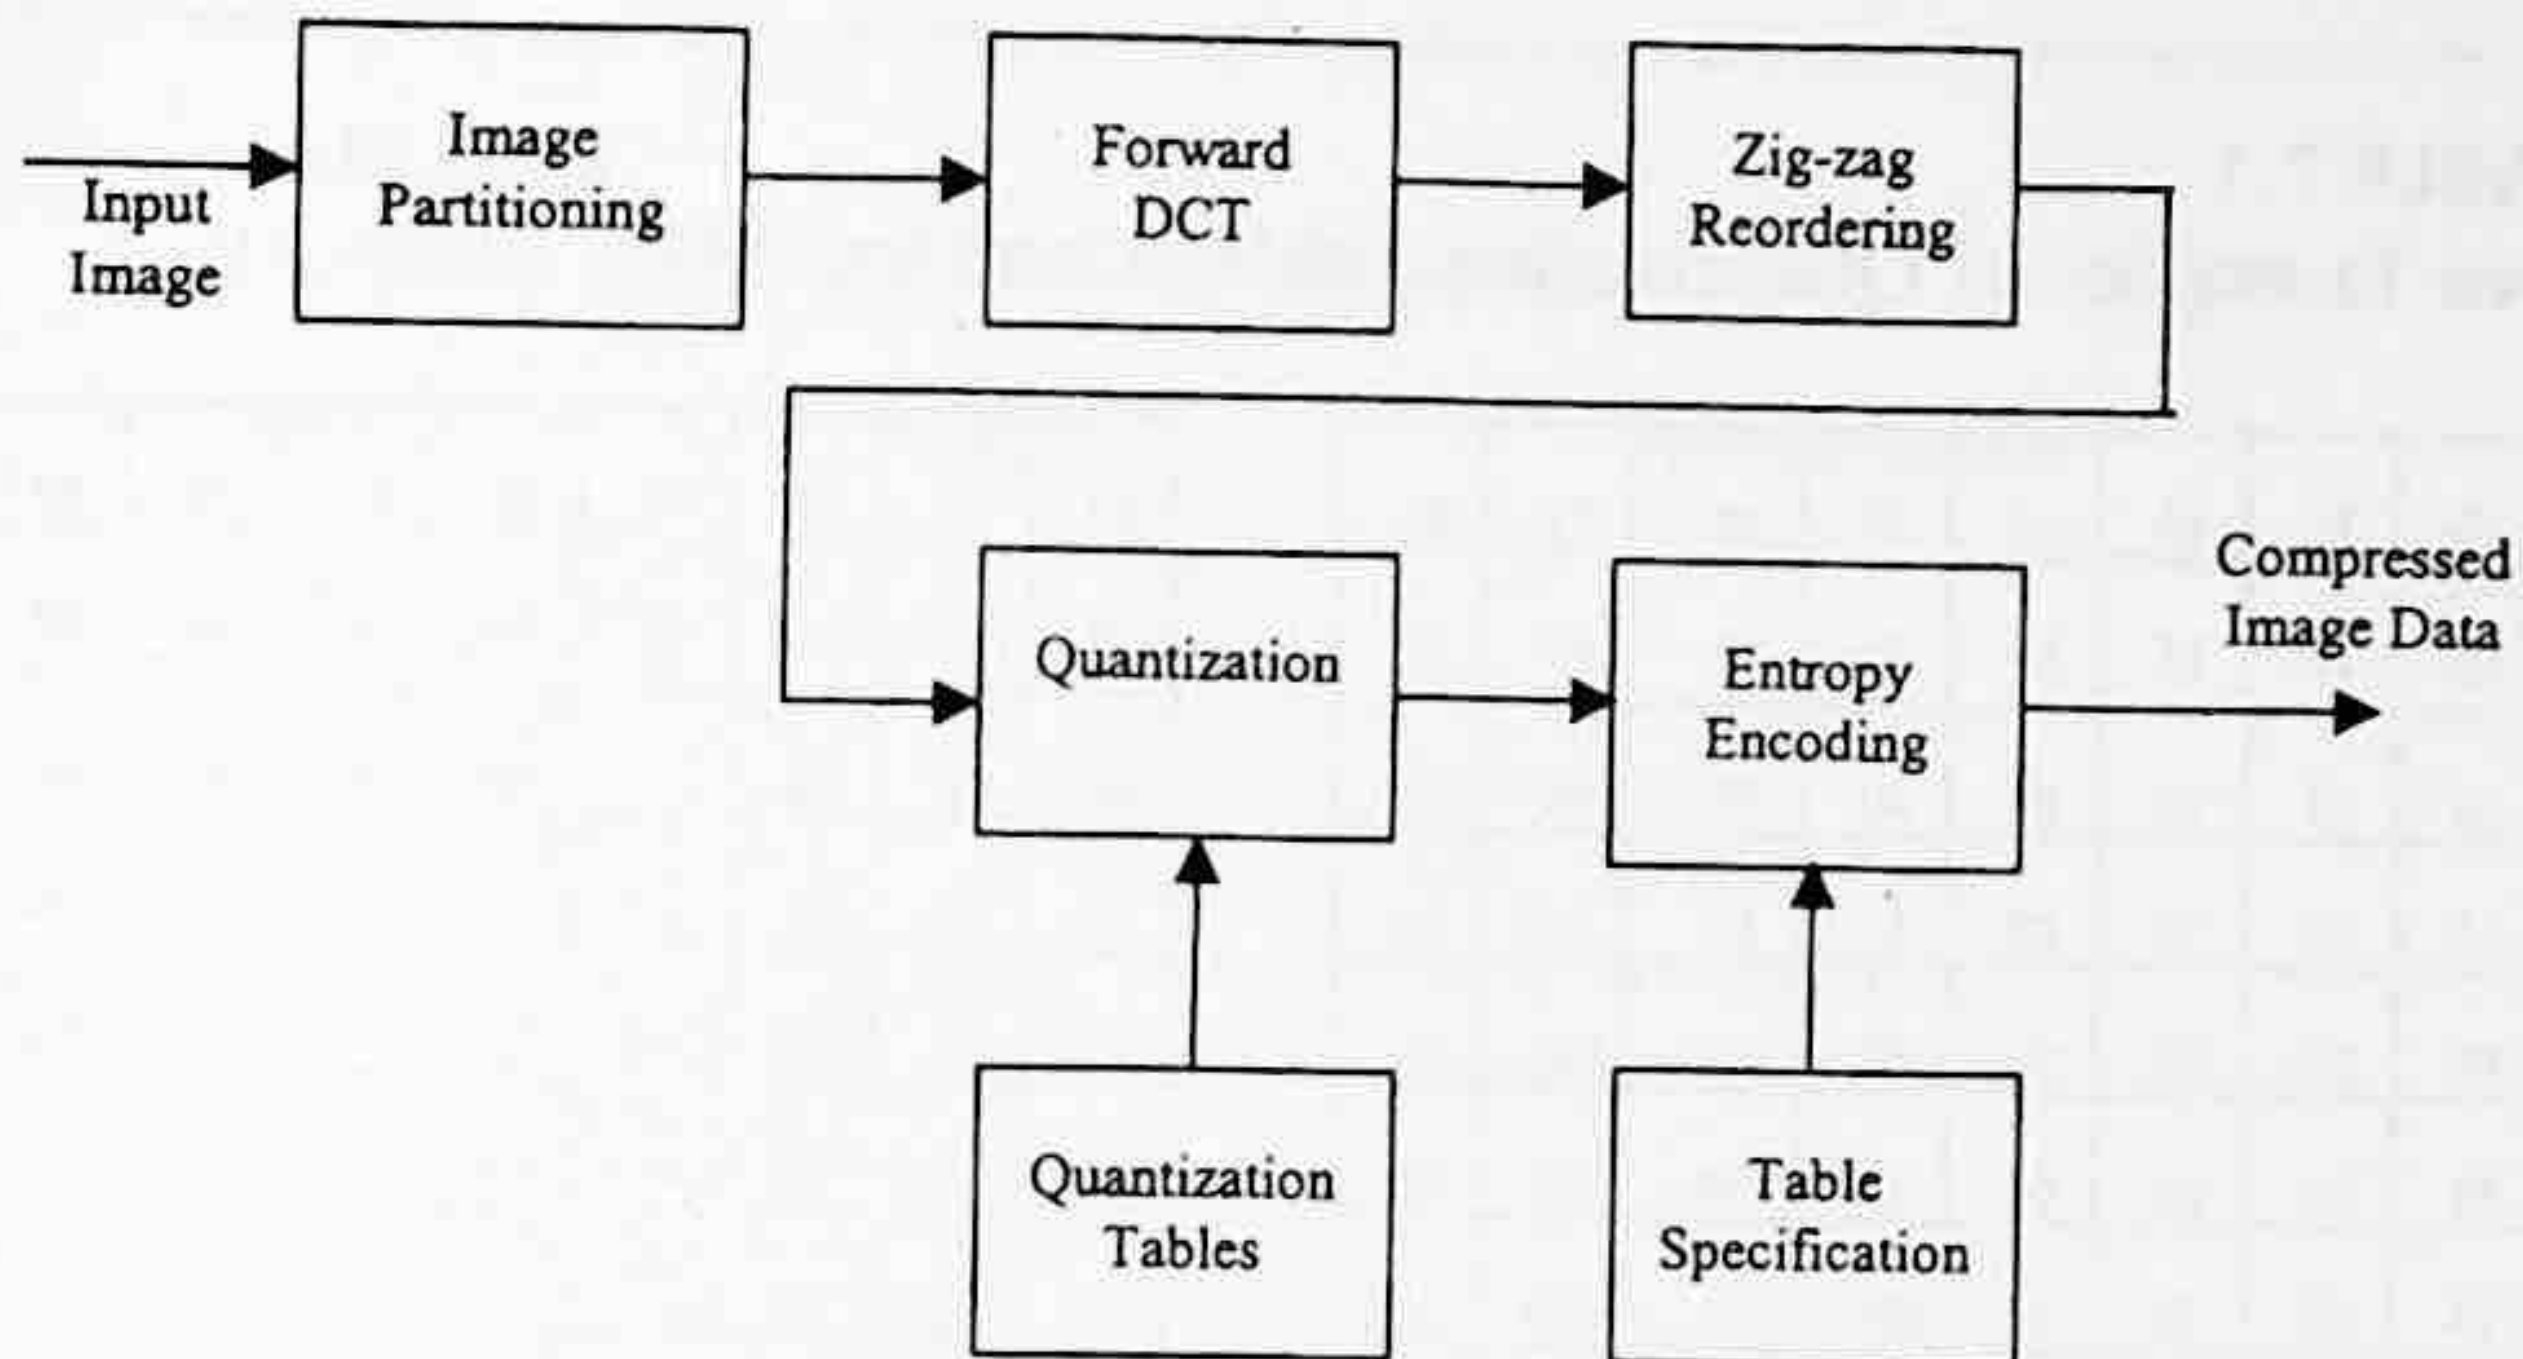 Input
Image
Image
Partitioning
Forward
DCT
Zig-zag
Reordering
Quantization
Entropy
Encoding
Compressed
Image Data
Quantization
Tables
Table
Specification